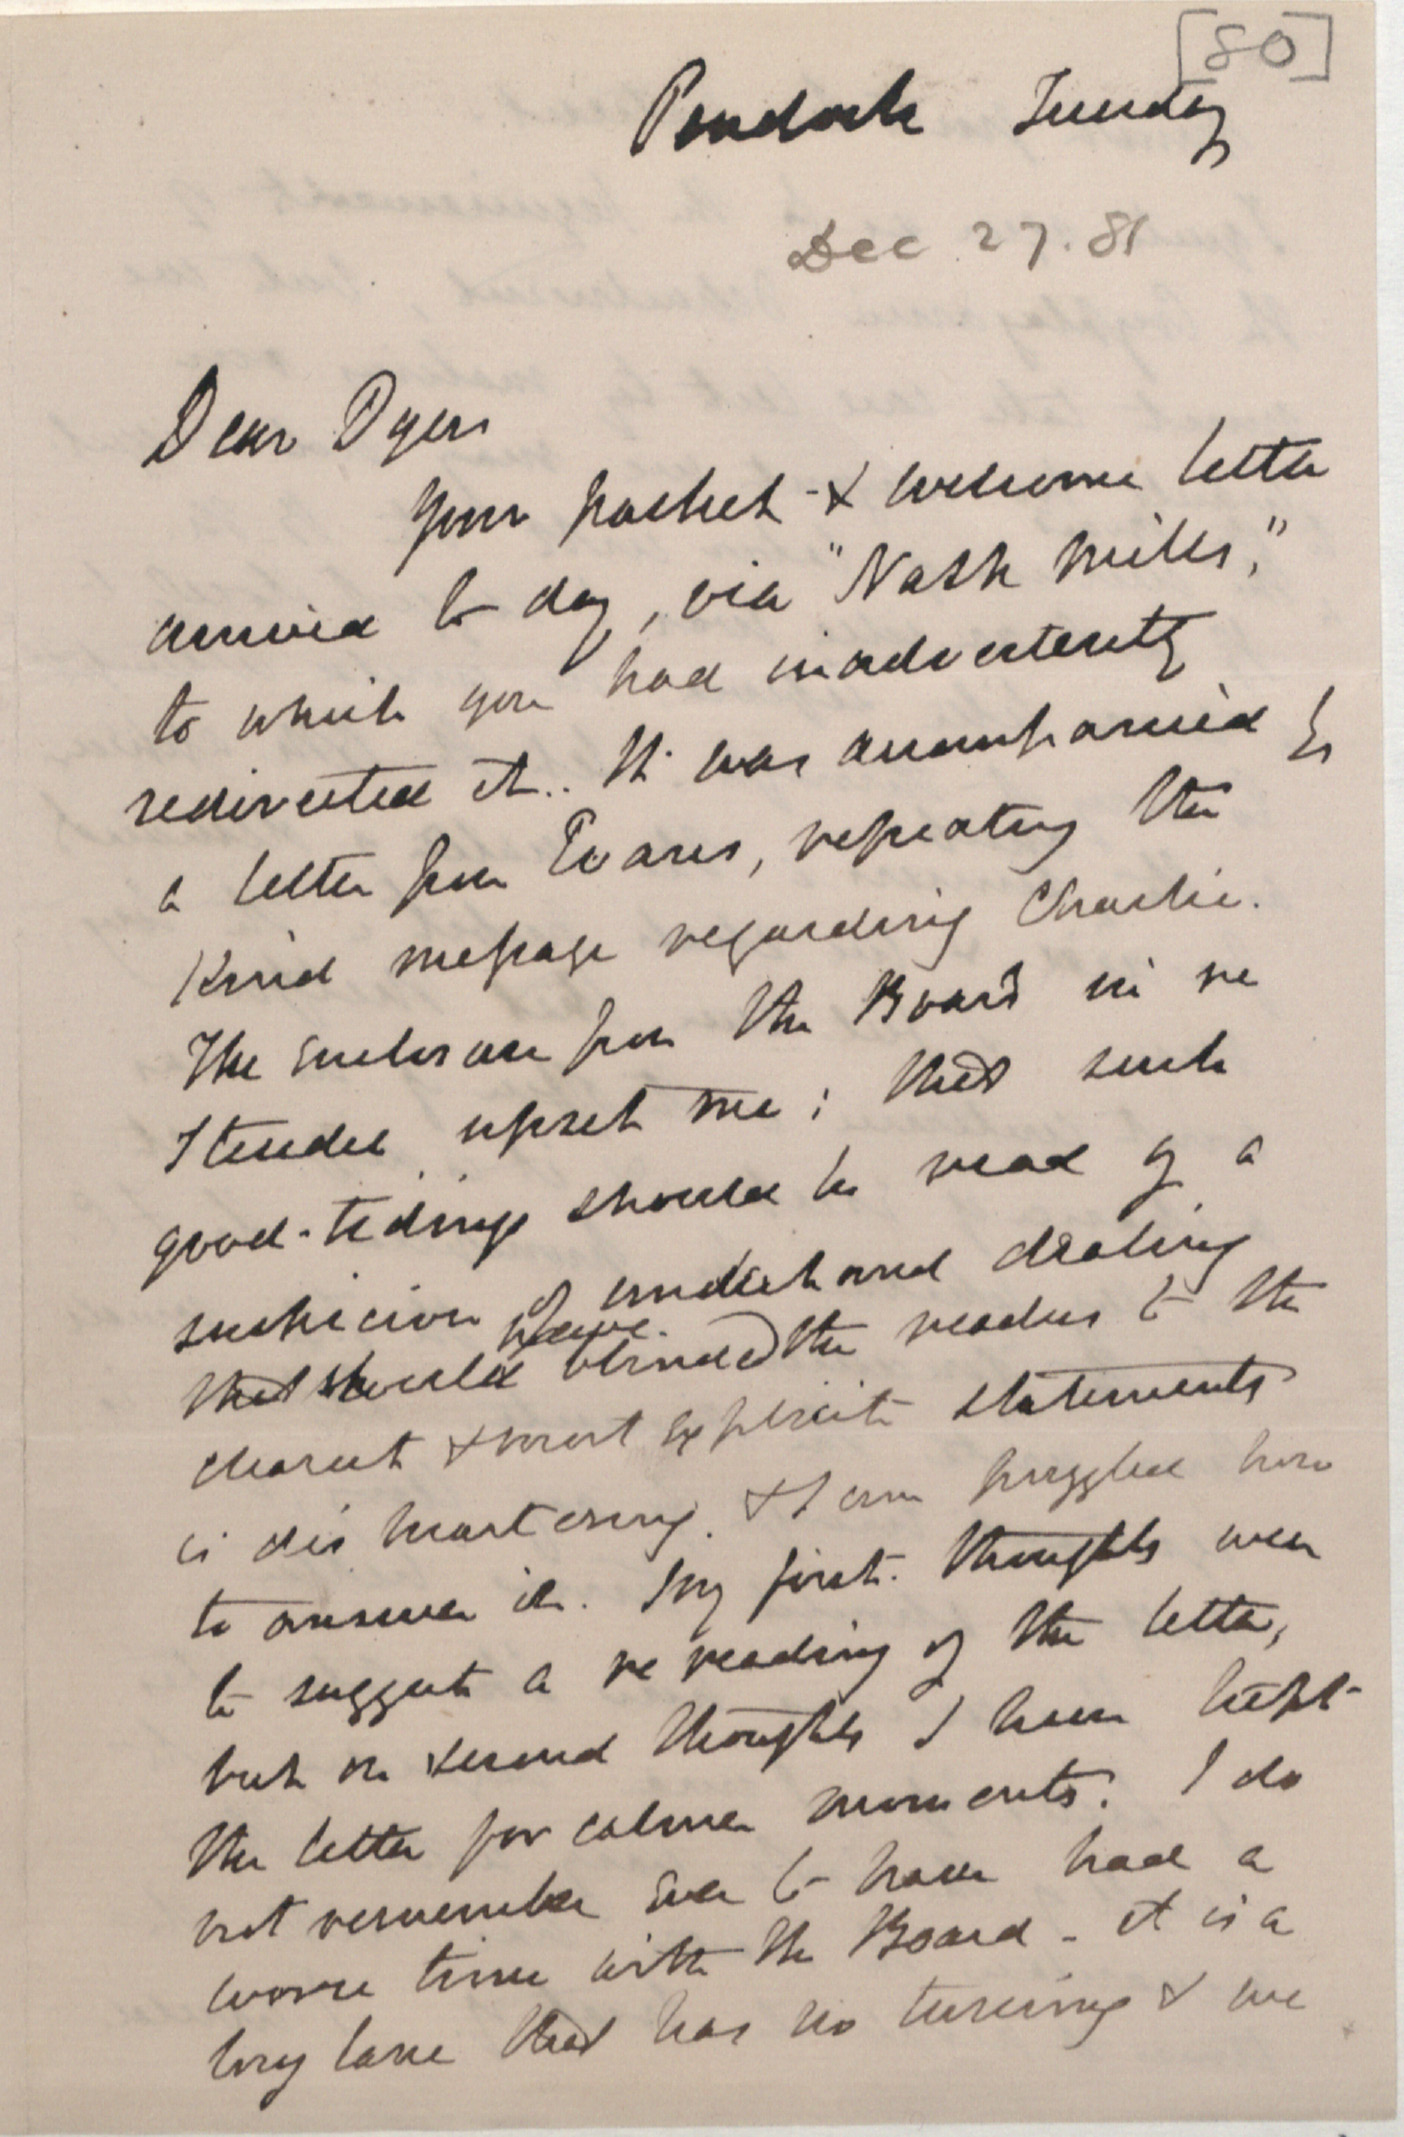 [80]
Pendock Tuesday
Dec 27. 81
Dear Dyer
Your packet & welcome letter
arrived to day, via "Nash Mills,"
to which you had inadvertently
redirected it.. It was accompanied by
a letter from Evans, repeating the
kind message regarding Charlie.
The enclosure from the Board in re
upset me; that such
good-tidings should be read of a
suspicion of underhand dealing
that should have blinded the readers to the
clearest & most explicit statements
is dis heartening. & I am puzzled how
to answer it. My first. thoughts were
to suggest a re reading of the letter,
but on second thoughts I have kept
the letter for calmer moments. I do
not remember ever to have had a
worse time with the Board - it is a
long lane that has no turning & we